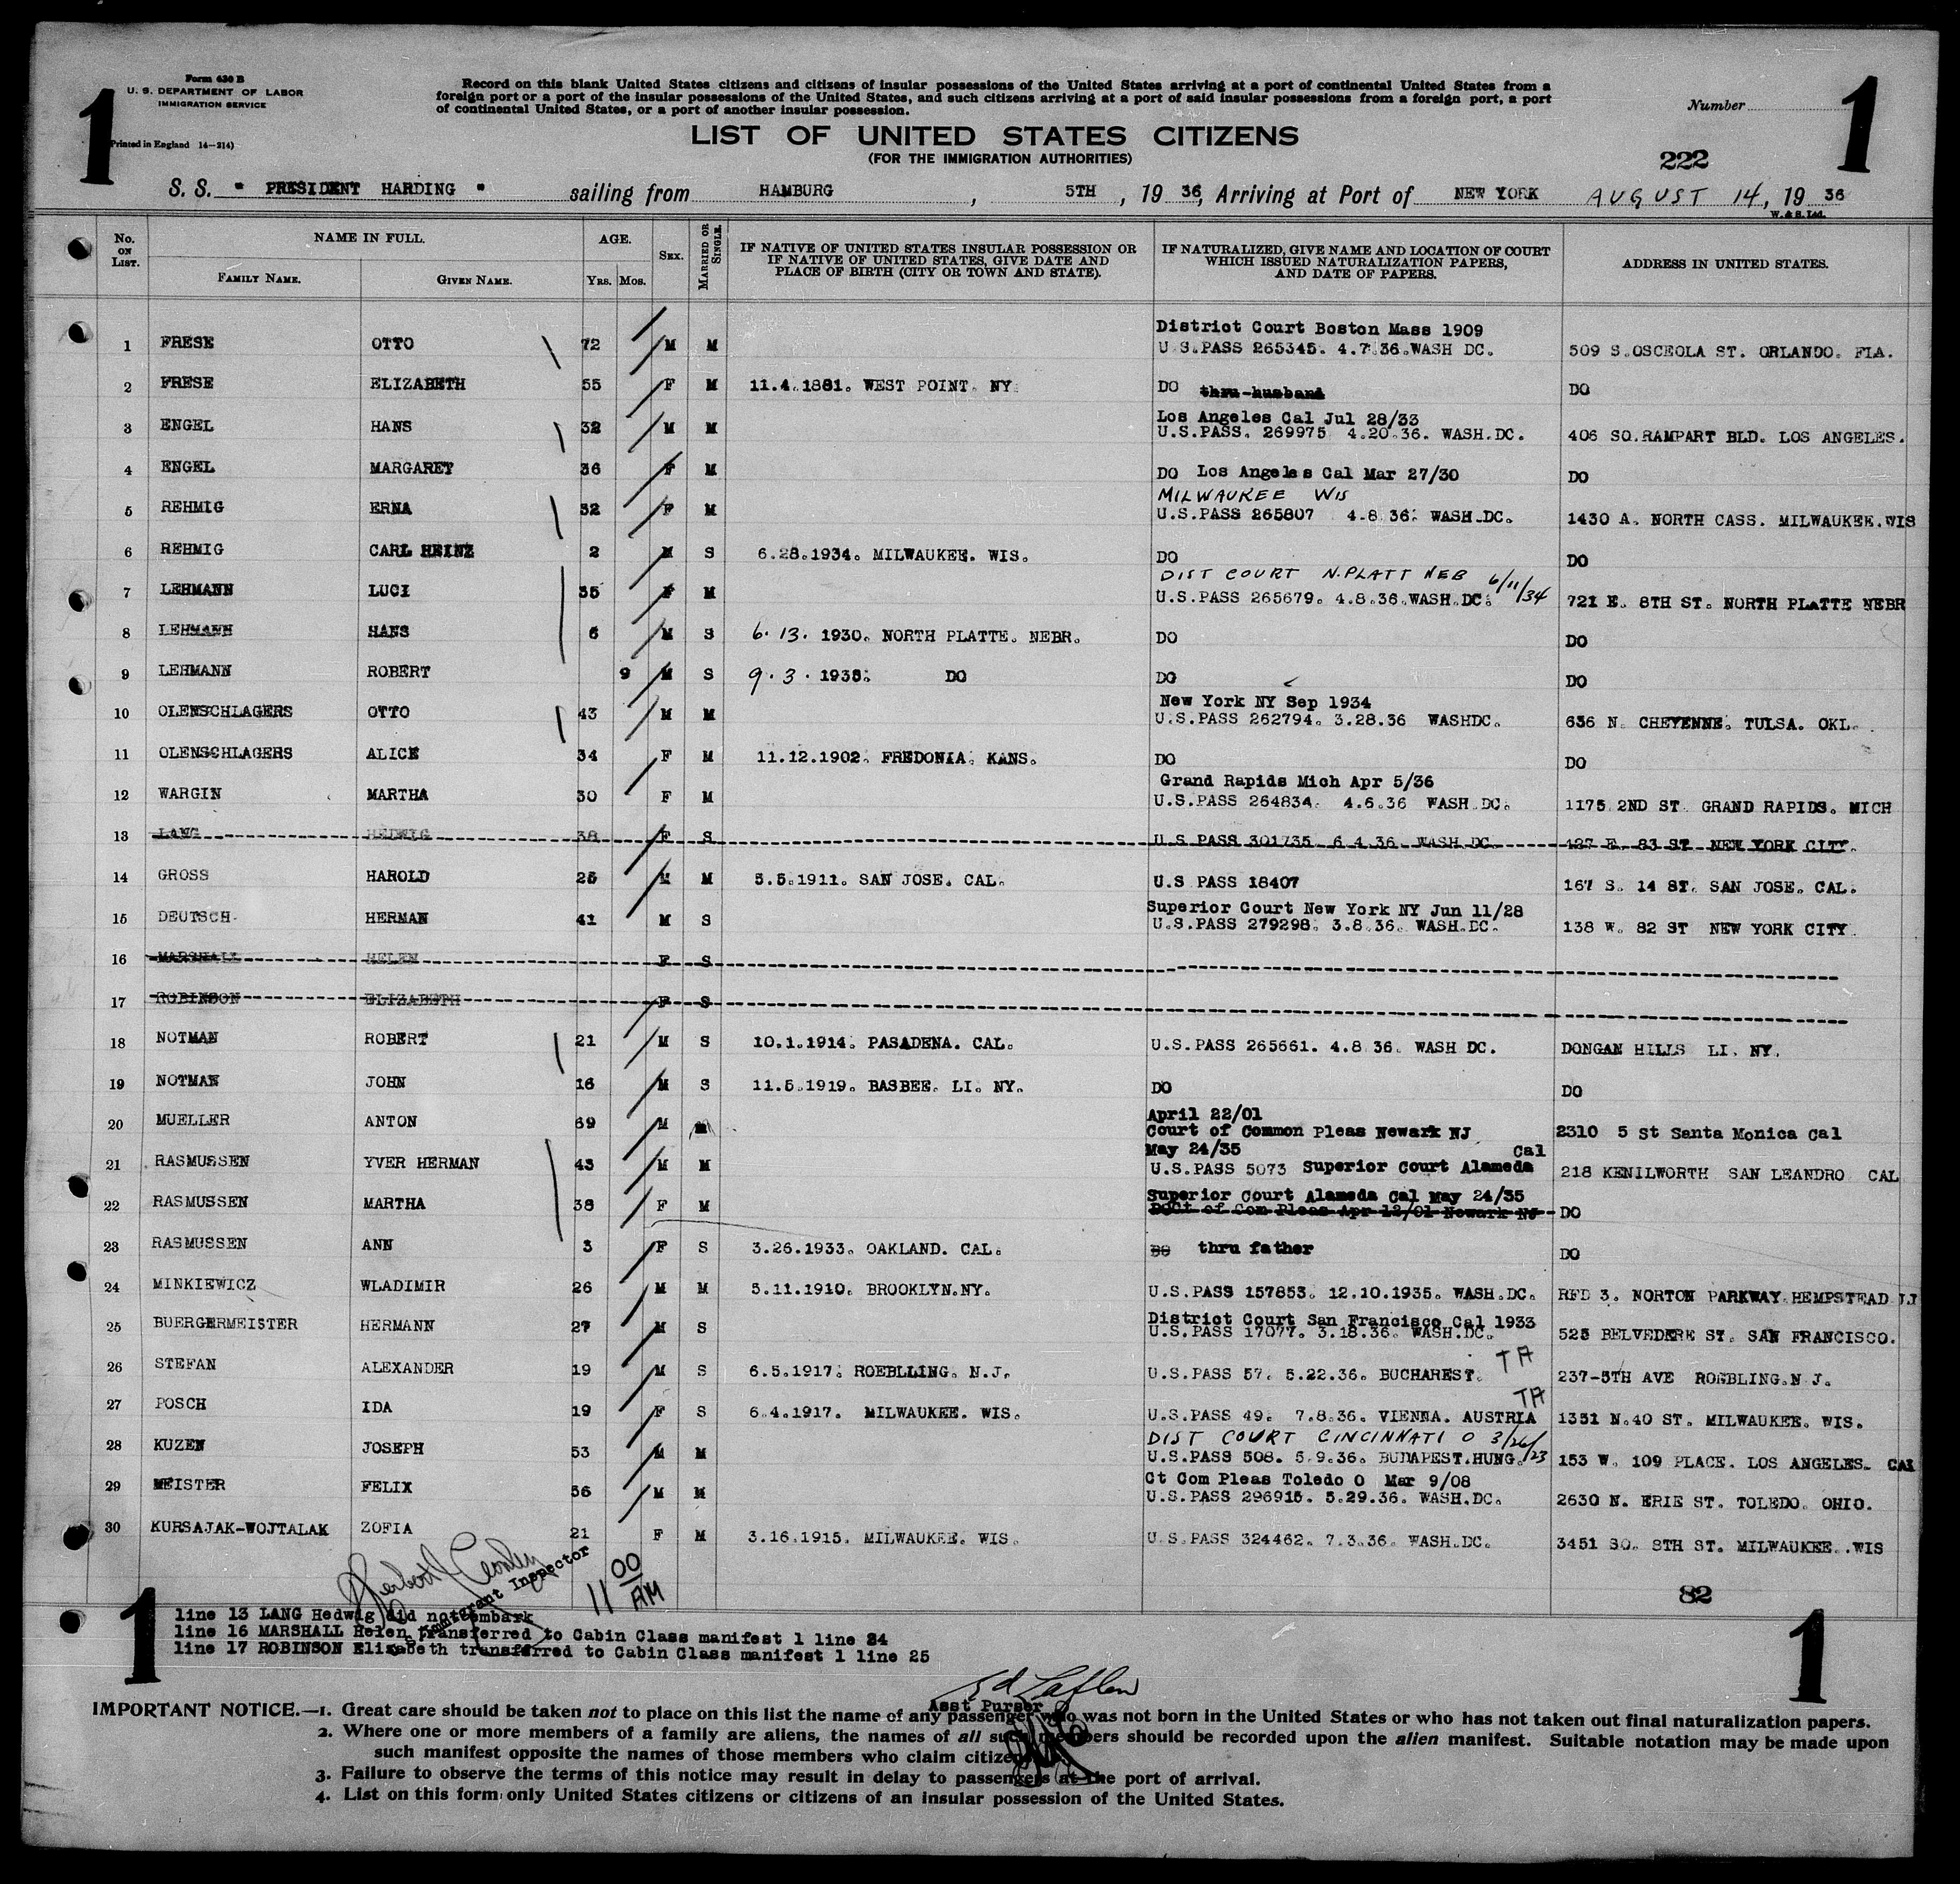 1
Form 630 B
U. S. DEPARTMENT OF LABOR
IMMIGRATION SERVICE
Printed in England 14—214)
Record on this blank United States citizens and citizens of insular possessions of the United States arriving at a port of continental United States from a
foreign port or a port of the insular possessions of the United States, and such citizens arriving at a port of said insular possessions from a foreign port, a port
of continental United States, or a port of another insular possession.
Number
1
LIST OF UNITED STATES CITIZENS
(FOR THE IMMIGRATION AUTHORITIES)
222
S. S. " PRESIDENT HARDING " sailing from HAMBURG , 5TH , 19 36, Arriving at Port of NEW YORK AUGUST 14, 19 36
W. & S. Ltd.
No. ON LIST. NAME IN FULL. FAMILY NAME. GIVEN NAME. AGE. YRS. MOS. SEX. MARRIED OR SINGLE. IF NATIVE OF UNITED STATES INSULAR POSSESSION OR IF NATIVE OF UNITED STATES, GIVE DATE AND PLACE OF BIRTH (CITY OR TOWN AND STATE). IF NATURALIZED, GIVE NAME AND LOCATION OF COURT WHICH ISSUED NATURALIZATION PAPERS, AND DATE OF PAPERS. ADDRESS IN UNITED STATES.
District Court Boston Mass 1909
1 FRESE OTTO 72 M M U.S.PASS 265345. 4.7.36.WASH DC. 509 S.OSCEOLA ST. ORLANDO. FLA.
2 FRESE ELIZABETH 55 F M 11.4.1881. WEST POINT. NY DO thru-husband DO
Los Angeles Cal Jul 28/33
3 ENGEL HANS 32 M M U.S.PASS. 269975 4.20.36. WASH.DC. 406 SO.RAMPART BLD. LOS ANGELES.
4 ENGEL MARGARET 36 F M DO Los Angeles Cal Mar 27/30 DO
MILWAUKEE WIS
5 REHMIG ERNA 32 F M U.S.PASS 265807 4.8.36. WASH.DC. 1430 A. NORTH CASS. MILWAUKEE.WIS
6 REHMIG CARL HEINZ 2 M S 6.28.1934. MILWAUKEE. WIS. DO DO
DIST COURT N.PLATT NEB 6/11/34
7 LEHMANN LUCI 35 F M U.S.PASS 265679. 4.8.36.WASH.DC. 721 E. 8TH ST. NORTH PLATTE NEBR
8 LEHMANN HANS 6 M S 6.13. 1930. NORTH PLATTE. NEBR. DO DO
9 LEHMANN ROBERT 9 M S 9.3. 1935. DO DO DO
New York NY Sep 1934
10 OLENSCHLAGERS OTTO 43 M M U.S.PASS 262794. 3.28.36 WASHDC. 636 N. CHEYENNE. TULSA. OKL.
11 OLENSCHLAGERS ALICE 34 F M 11.12.1902. FREDONIA. KANS. DO DO
Grand Rapids Mich Apr 5/36
12 WARGIN MARTHA 30 F M U.S.PASS 264834. 4.6.36 WASH.DC. 1175 2ND ST. GRAND RAPIDS. MICH
13 LANG HEDWIG 38 F S U.S.PASS 301735 6.4.36. WASH DC. 127 E. 83 ST. NEW YORK CITY.
14 GROSS HAROLD 25 M M 5.5.1911. SAN JOSE. CAL. U.S PASS 18407 167 S. 14 ST. SAN JOSE. CAL.
Superior Court New York NY Jun 11/28
15 DEUTSCH HERMAN 41 M S U.S.PASS 279298. 3.8.36. WASH.DC. 138 W. 82 ST NEW YORK CITY.
16 MARSHALL HELEN F S
17 ROBINSON ELIZABETH F S
18 NOTMAN ROBERT 21 M S 10.1.1914. PASADENA. CAL. U.S.PASS 265661. 4.8.36. WASH DC. DONGAN HILLS LI. NY.
19 NOTMAN JOHN 16 M S 11.5.1919. BASBEE. LI. NY. DO DO
April 22/01
20 MUELLER ANTON 69 M Court of Common Pleas Newark NJ 2310 5 St Santa Monica Cal
May 24/35 Cal
21 RASMUSSEN YVER HERMAN 43 M M U.S.PASS 5073 Superior Court Alameda 218 KENILWORTH SAN LEANDRO CAL
Superior Court Alameda Cal May 24/35
22 RASMUSSEN MARTHA 38 F M of Com Pleas Apr 12/01 Newark NJ DO
23 RASMUSSEN ANN 3 F S 3.26.1933. OAKLAND. CAL. DO thru father DO
24 MINKIEWICZ WLADIMIR 26 M M 5.11.1910. BROOKLYN.NY. U.S.PASS 157853. 12.10.1935. WASH.DC. RFD 3. NORTON PARKWAY.HEMPSTEAD LI
District Court San Francisco Cal 1933
25 BUERGERMEISTER HERMANN 27 M S U.S.PASS 17077. 3.18.36. WASH.DC. 525 BELVEDERE ST. SAN FRANCISCO.
26 STEFAN ALEXANDER 19 M S 6.5.1917. ROEBLLING. N.J. U.S.PASS 57. 5.22.36. BUCHAREST. TA 237-5TH AVE ROEBLING.N J.
27 POSCH IDA 19 F S 6.4.1917. MILWAUKEE. WIS. U.S.PASS 49. 7.8.36. VIENNA. AUSTRIA TA 1351 N.40 ST. MILWAUKEE. WIS.
DIST COURT CINCINNATI O 3/26/23
28 KUZEN JOSEPH 53 M M U.S.PASS 508. 5.9.36. BUDAPEST.HUNG. 153 W. 109 PLACE. LOS ANGELES. CAL
Ct Com Pleas Toledo O Mar 9/08
29 MEISTER FELIX 56 M M U.S.PASS 296915. 5.29.36. WASH.DC. 2630 N. ERIE ST. TOLEDO. OHIO.
30 KURSAJAK-WOJTALAK ZOFIA 21 F M 3.16.1915. MILWAUKEE. WIS. U.S.PASS 324462. 7.3.36. WASH.DC. 3451 SO. 8TH ST. MILWAUKEE..WIS
Immigrant Inspector
11 00 AM
82
1
line 13 LANG Hedwig did not embark
line 16 MARSHALL Helen transferred to Cabin Class manifest 1 line 24
line 17 ROBINSON Elizabeth transferred to Cabin Class manifest 1 line 25
1
Asst Purser
IMPORTANT NOTICE.—1. Great care should be taken not to place on this list the name of any passenger who was not born in the United States or who has not taken out final naturalization papers.
2. Where one or more members of a family are aliens, the names of all such members should be recorded upon the alien manifest. Suitable notation may be made upon
such manifest opposite the names of those members who claim
3. Failure to observe the terms of this notice may result in delay to passengers at the port of arrival.
4. List on this form only United States citizens or citizens of an insular possession of the United States.